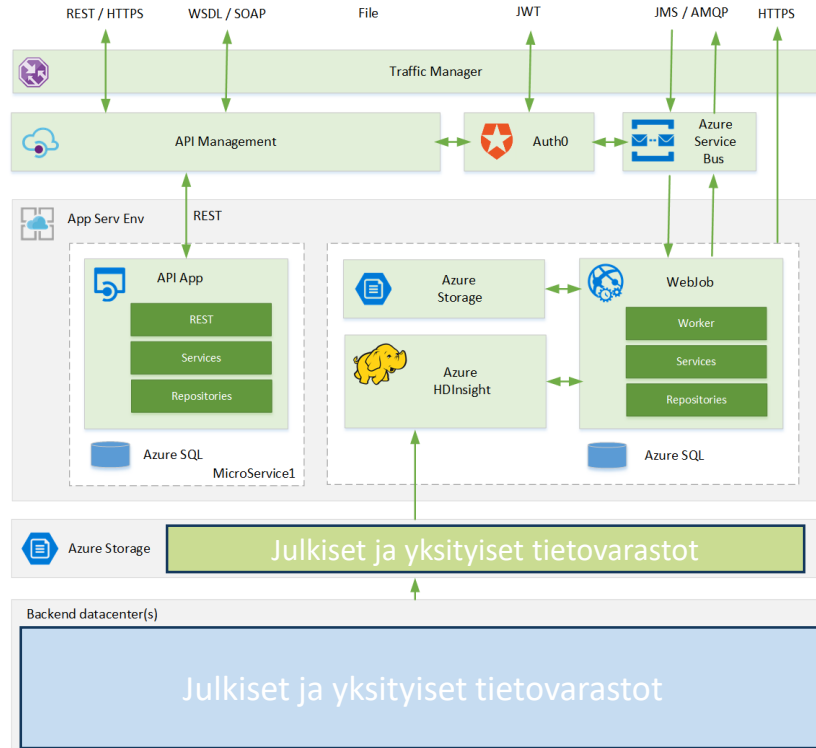 REST / HTTPS
WSDL / SOAP
File
JWT
JMS / AMQP
HTTPS
Traffic Manager
API Management
Auth0
Azure
Service
Bus
App Serv Env
REST
API App
REST
Services
Repositories
Azure SQL
MicroService1
Azure
Storage
Azure
HDInsight
WebJob
Worker
Services
Repositories
Azure SQL
Azure Storage
Julkiset ja yksityiset tietovarastot
Backend datacenter(s)
Julkiset ja yksityiset tietovarastot